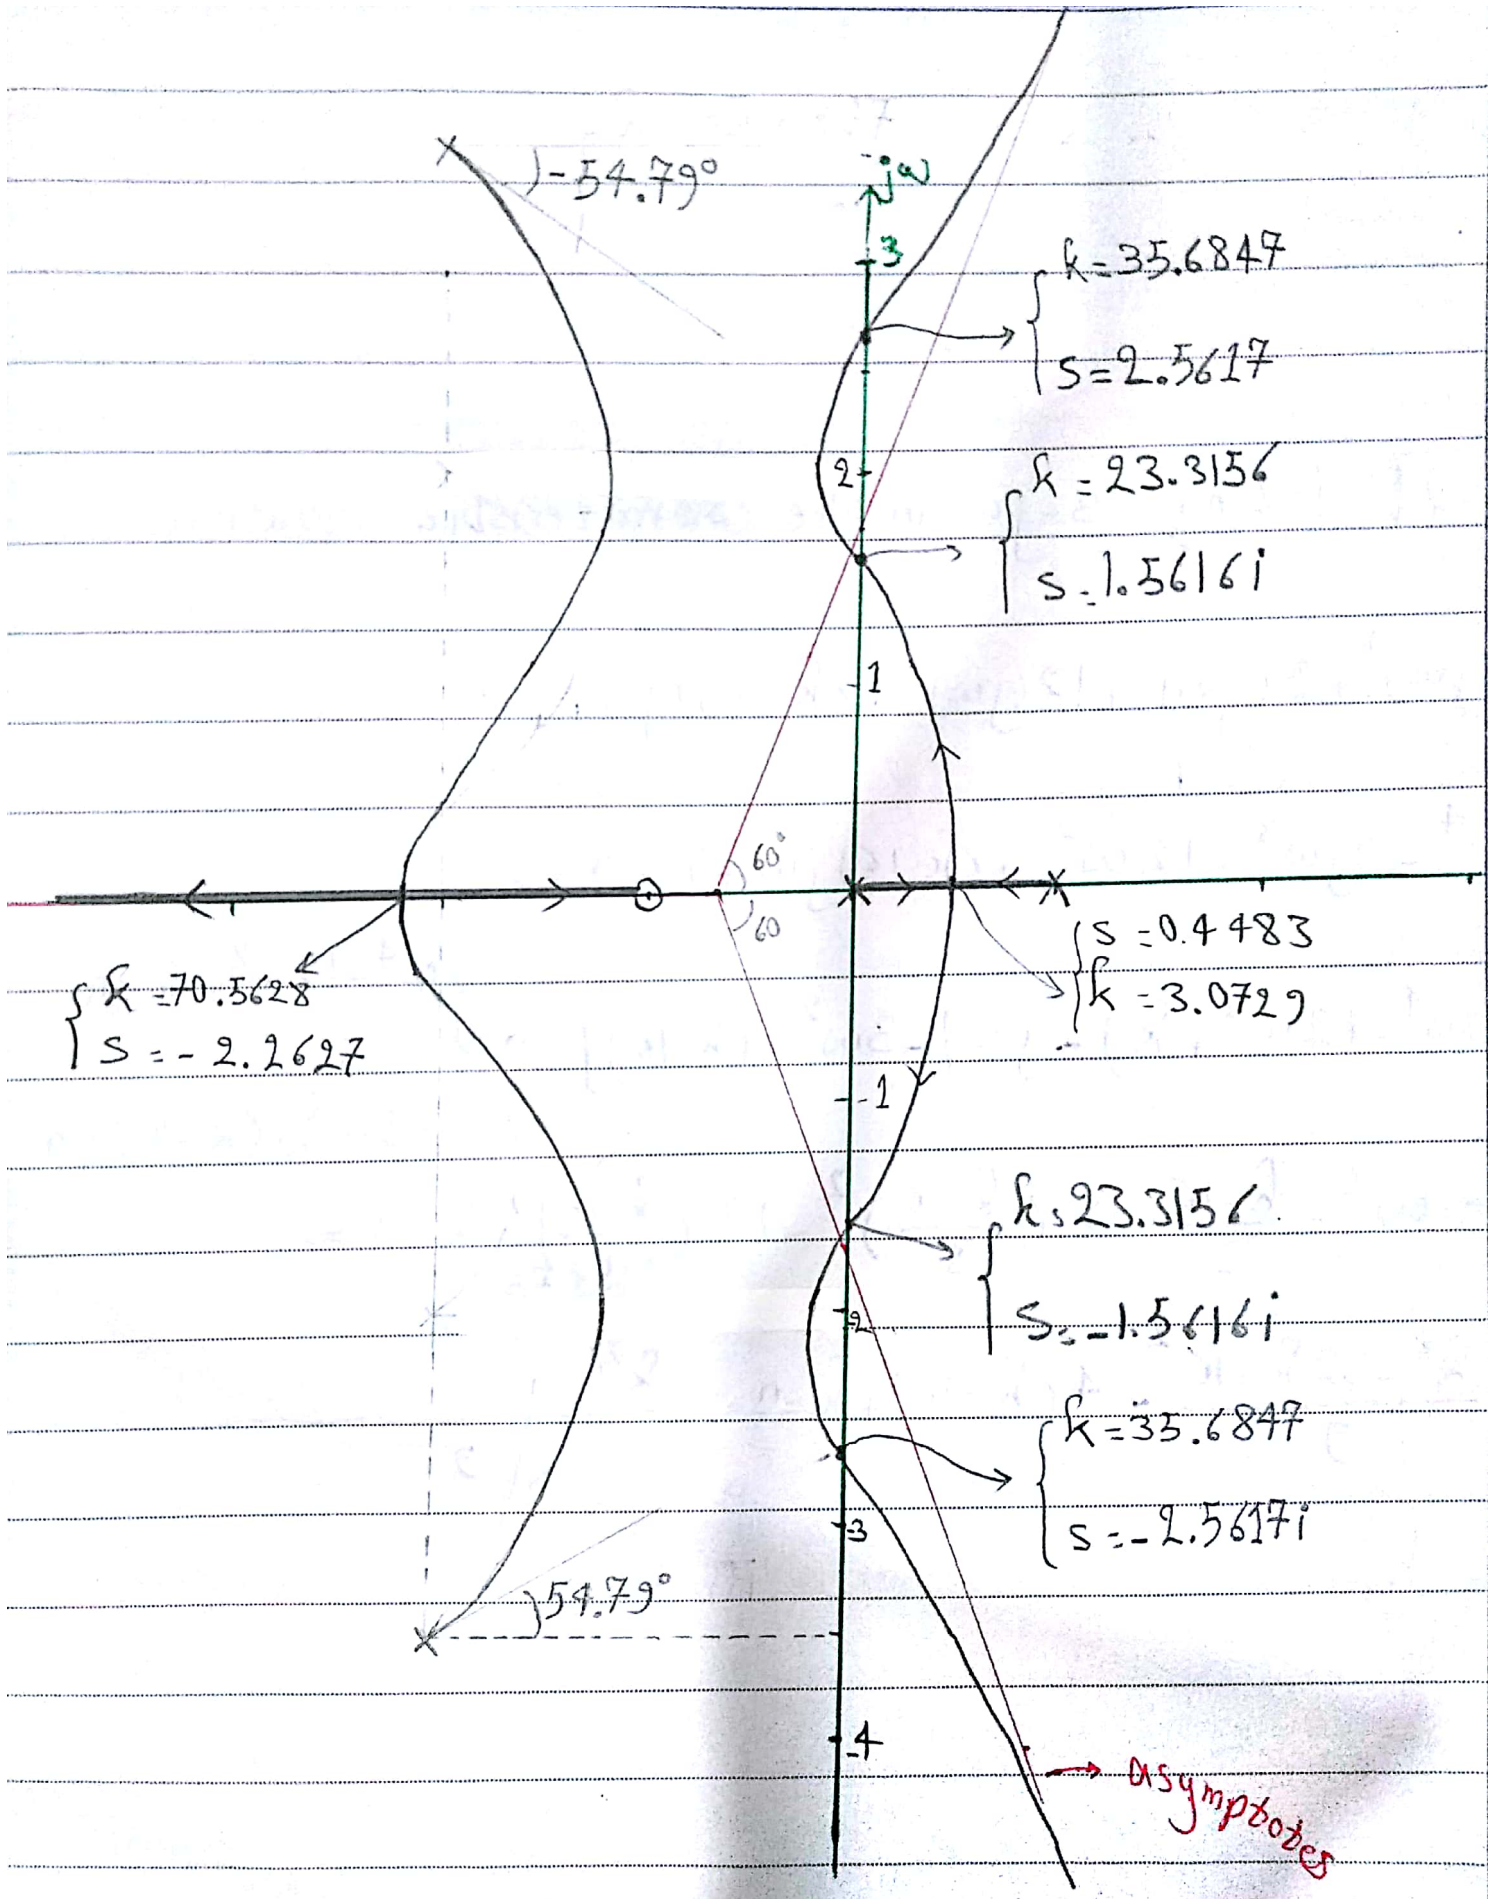 -54.79°
jω
3
k=35.6847
s=2.5617
2
k=23.3156
s=1.5616i
1
60°
60
s=0.4483
k=3.0729
k=70.5628
s=-2.2627
-1
k=23.3156
s=-1.5616i
-2
k=35.6847
s=-2.5617i
-3
54.79°
-4
asymptotes